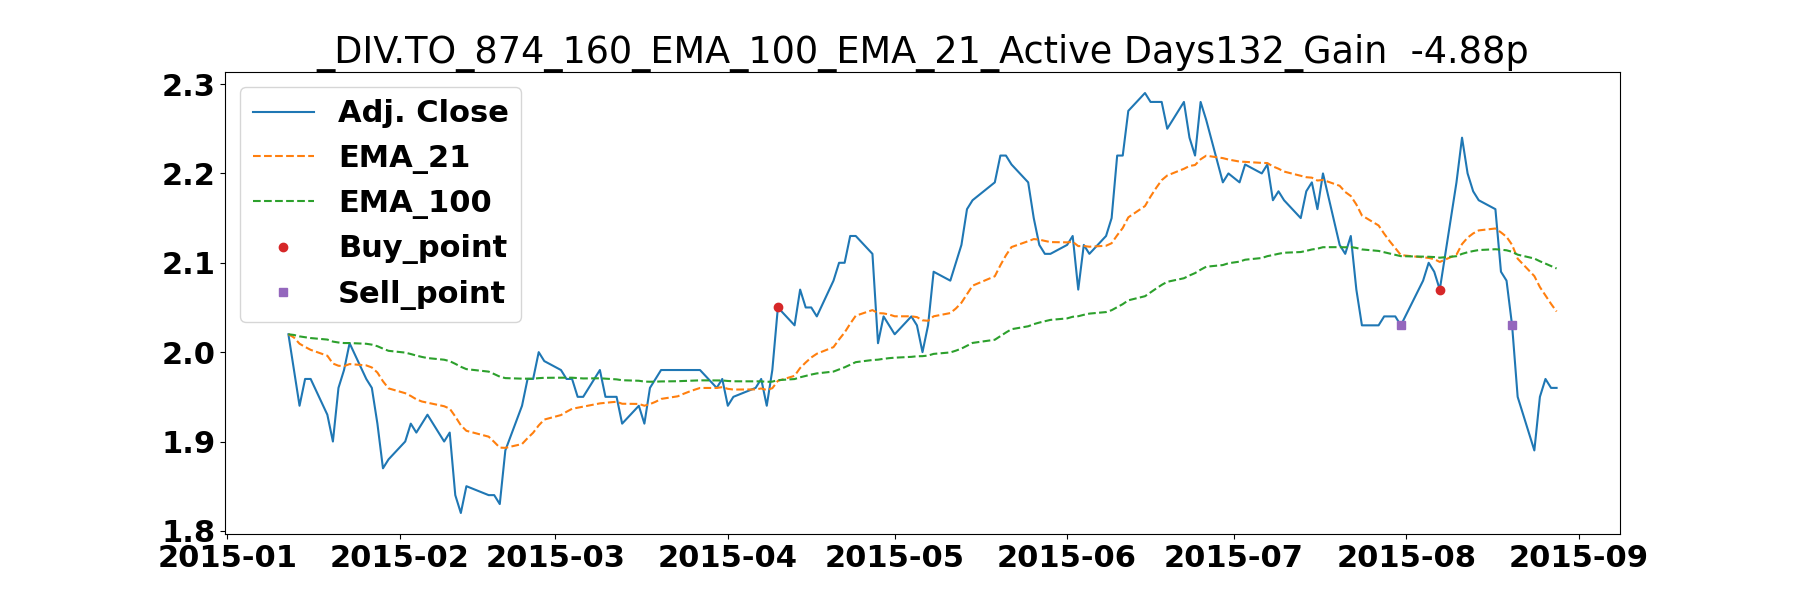 _DIV.TO_874_160_EMA_100_EMA_21_Active Days132_Gain  -4.88p
2.3
2.2
2.1
2.0
1.9
1.8
Adj. Close
EMA_21
EMA_100
Buy_point
Sell_point
2015-01 2015-02 2015-03 2015-04 2015-05 2015-06 2015-07 2015-08 2015-09